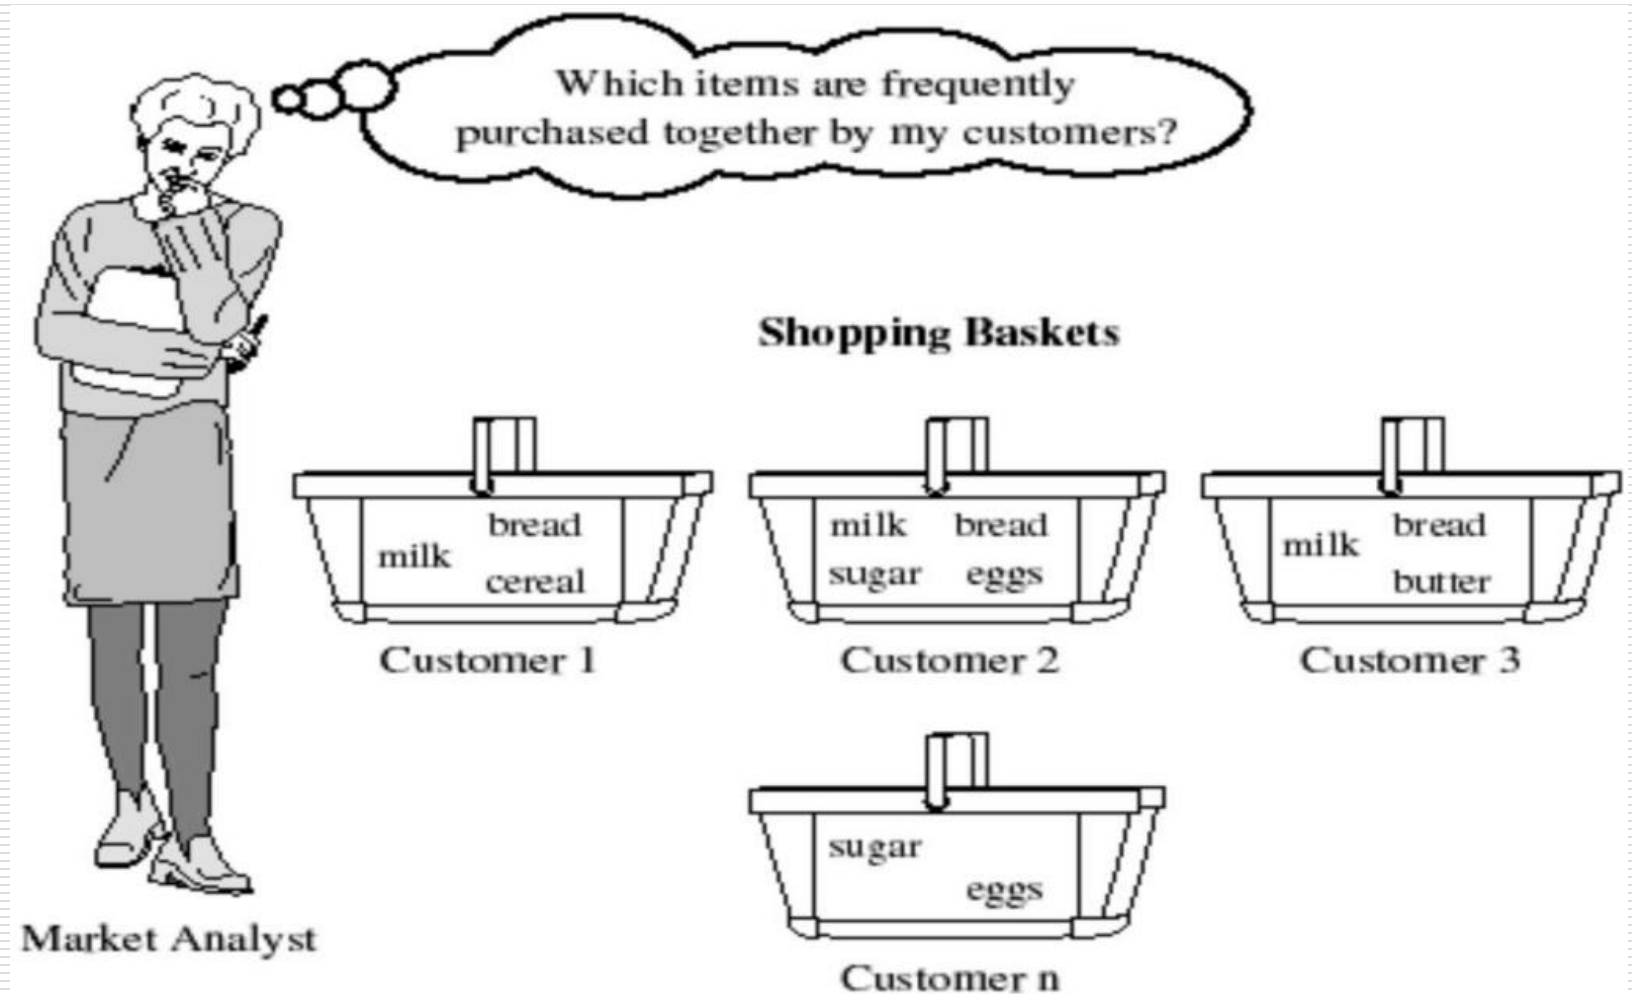 Which items are frequently
purchased together by my customers?
Shopping Baskets
milk
bread
cereal
Customer 1
milk bread
sugar eggs
Customer 2
milk
bread
butter
Customer 3
sugar
eggs
Customer n
Market Analyst